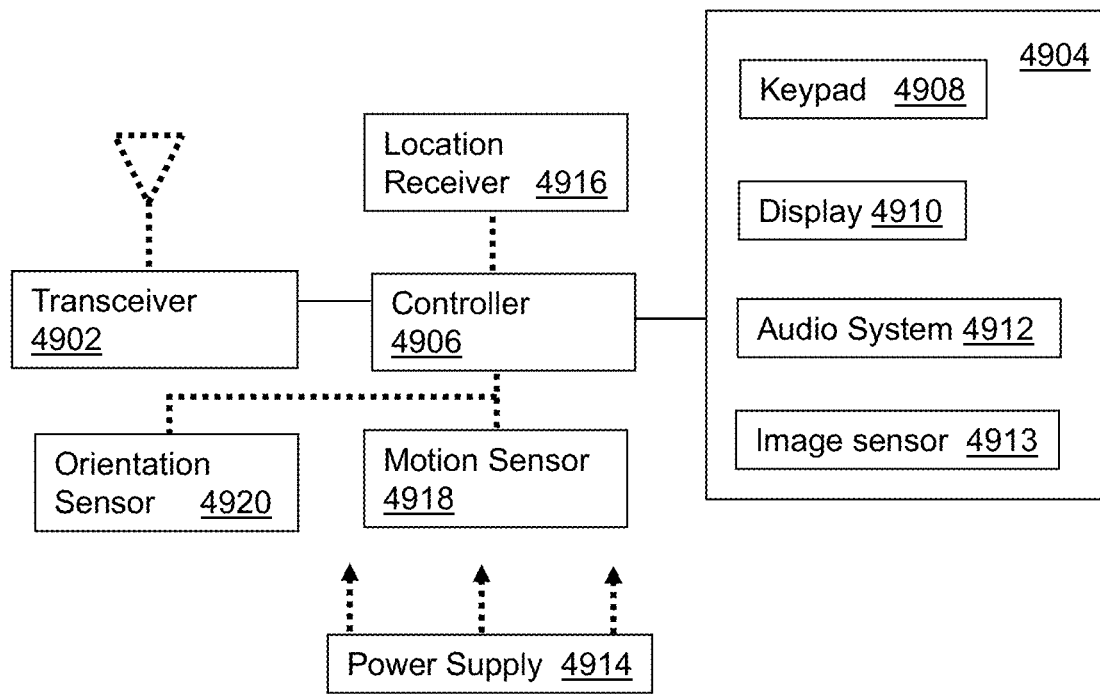 4904
Keypad 4908
Location
Receiver 4916
Display 4910
Transceiver
4902
Controller
4906
Audio System 4912
Image sensor 4913
Orientation
Sensor 4920
Motion Sensor
4918
Power Supply 4914